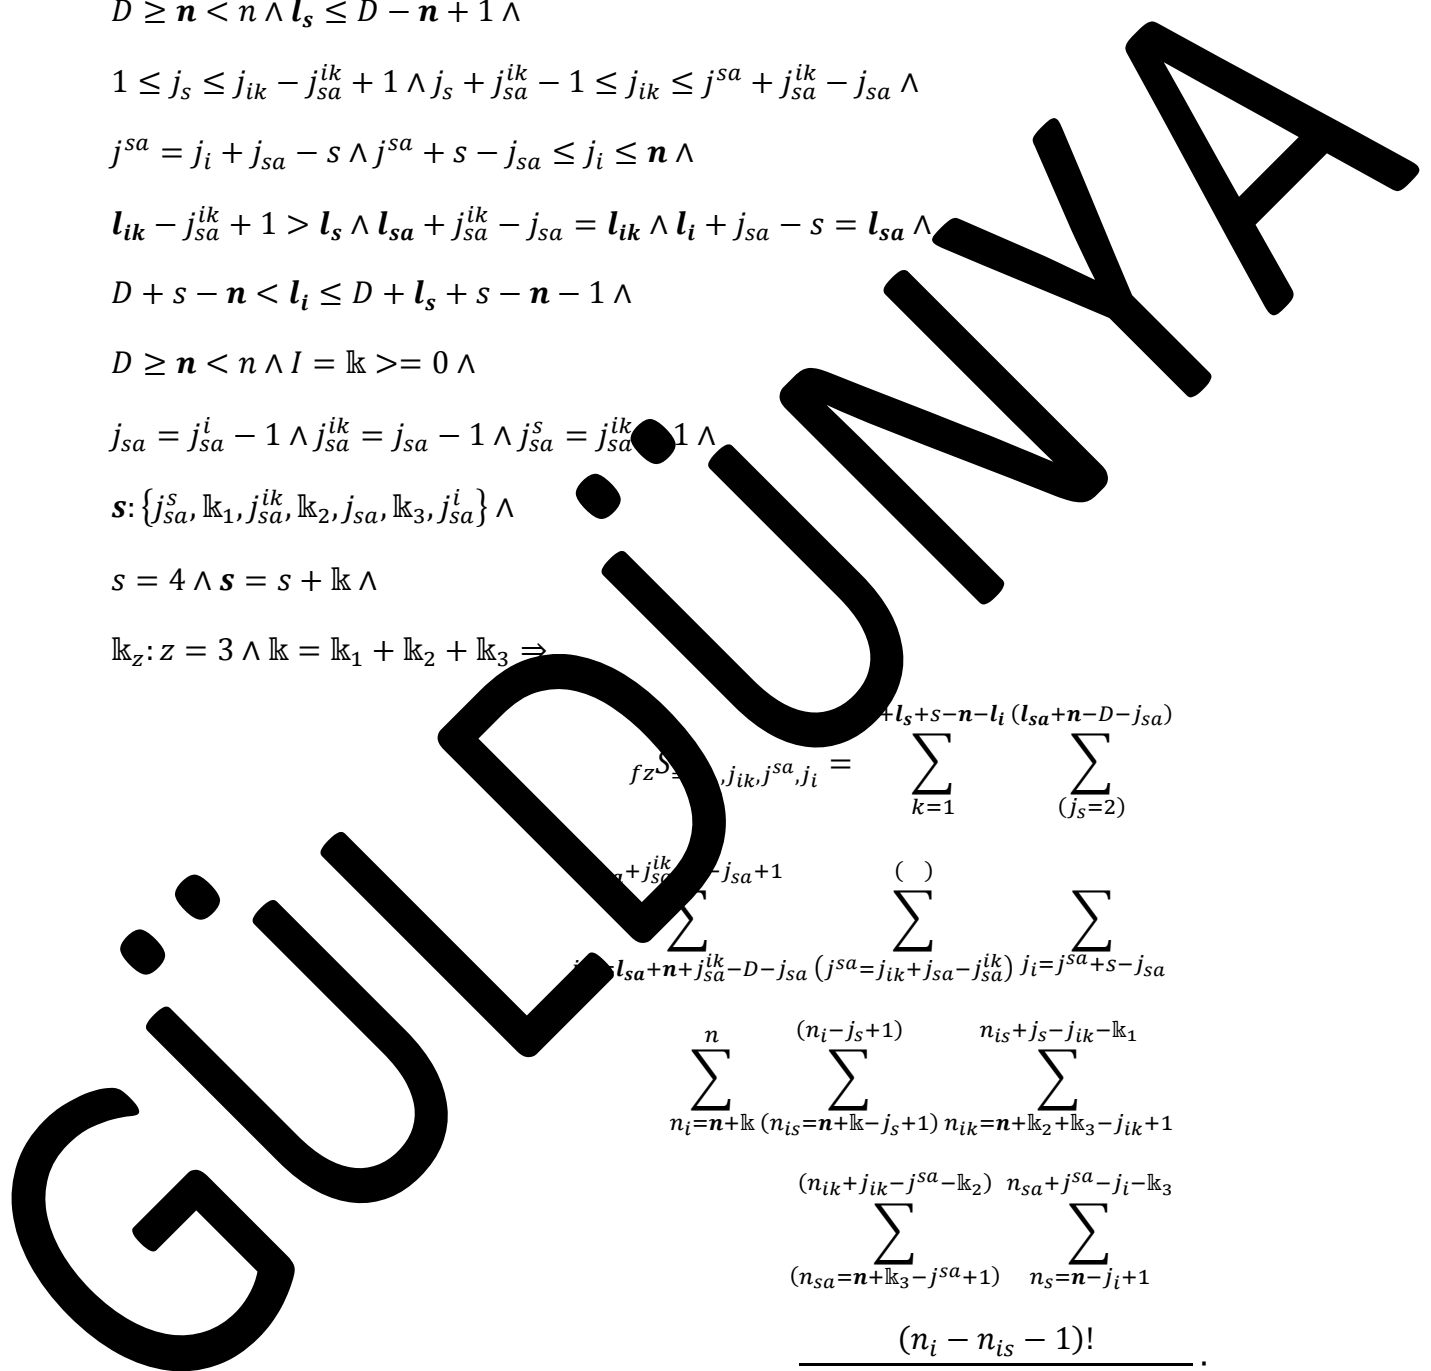 D ≥ n < n ∧ l_s ≤ D − n + 1 ∧
1 ≤ j_s ≤ j_ik − j_sa^ik + 1 ∧ j_s + j_sa^ik − 1 ≤ j_ik ≤ j^sa + j_sa^ik − j_sa ∧
j^sa = j_i + j_sa − s ∧ j^sa + s − j_sa ≤ j_i ≤ n ∧
l_ik − j_sa^ik + 1 > l_s ∧ l_sa + j_sa^ik − j_sa = l_ik ∧ l_i + j_sa − s = l_sa ∧
D + s − n < l_i ≤ D + l_s + s − n − 1 ∧
D ≥ n < n ∧ I = 𝕜 >= 0 ∧
j_sa = j_sa^i − 1 ∧ j_sa^ik = j_sa − 1 ∧ j_sa^s = j_sa^ik 1 ∧
s: {j_sa^s, 𝕜_1, j_sa^ik, 𝕜_2, j_sa, 𝕜_3, j_sa^i} ∧
s = 4 ∧ s = s + 𝕜 ∧
𝕜_z: z = 3 ∧ 𝕜 = 𝕜_1 + 𝕜_2 + 𝕜_3 ⇒
+l_s+s−n−l_i (l_sa+n−D−j_sa)
fz S ,j_ik,j^sa,j_i = ∑ ∑
k=1 (j_s=2)
+j_sa^ik −j_sa+1 ( )
∑ ∑ ∑
l_sa+n+j_sa^ik−D−j_sa (j^sa=j_ik+j_sa−j_sa^ik) j_i=j^sa+s−j_sa
n (n_i−j_s+1) n_is+j_s−j_ik−𝕜_1
∑ ∑ ∑
n_i=n+𝕜 (n_is=n+𝕜−j_s+1) n_ik=n+𝕜_2+𝕜_3−j_ik+1
(n_ik+j_ik−j^sa−𝕜_2) n_sa+j^sa−j_i−𝕜_3
∑ ∑
(n_sa=n+𝕜_3−j^sa+1) n_s=n−j_i+1
(n_i − n_is − 1)! .
GÜLDÜNYA